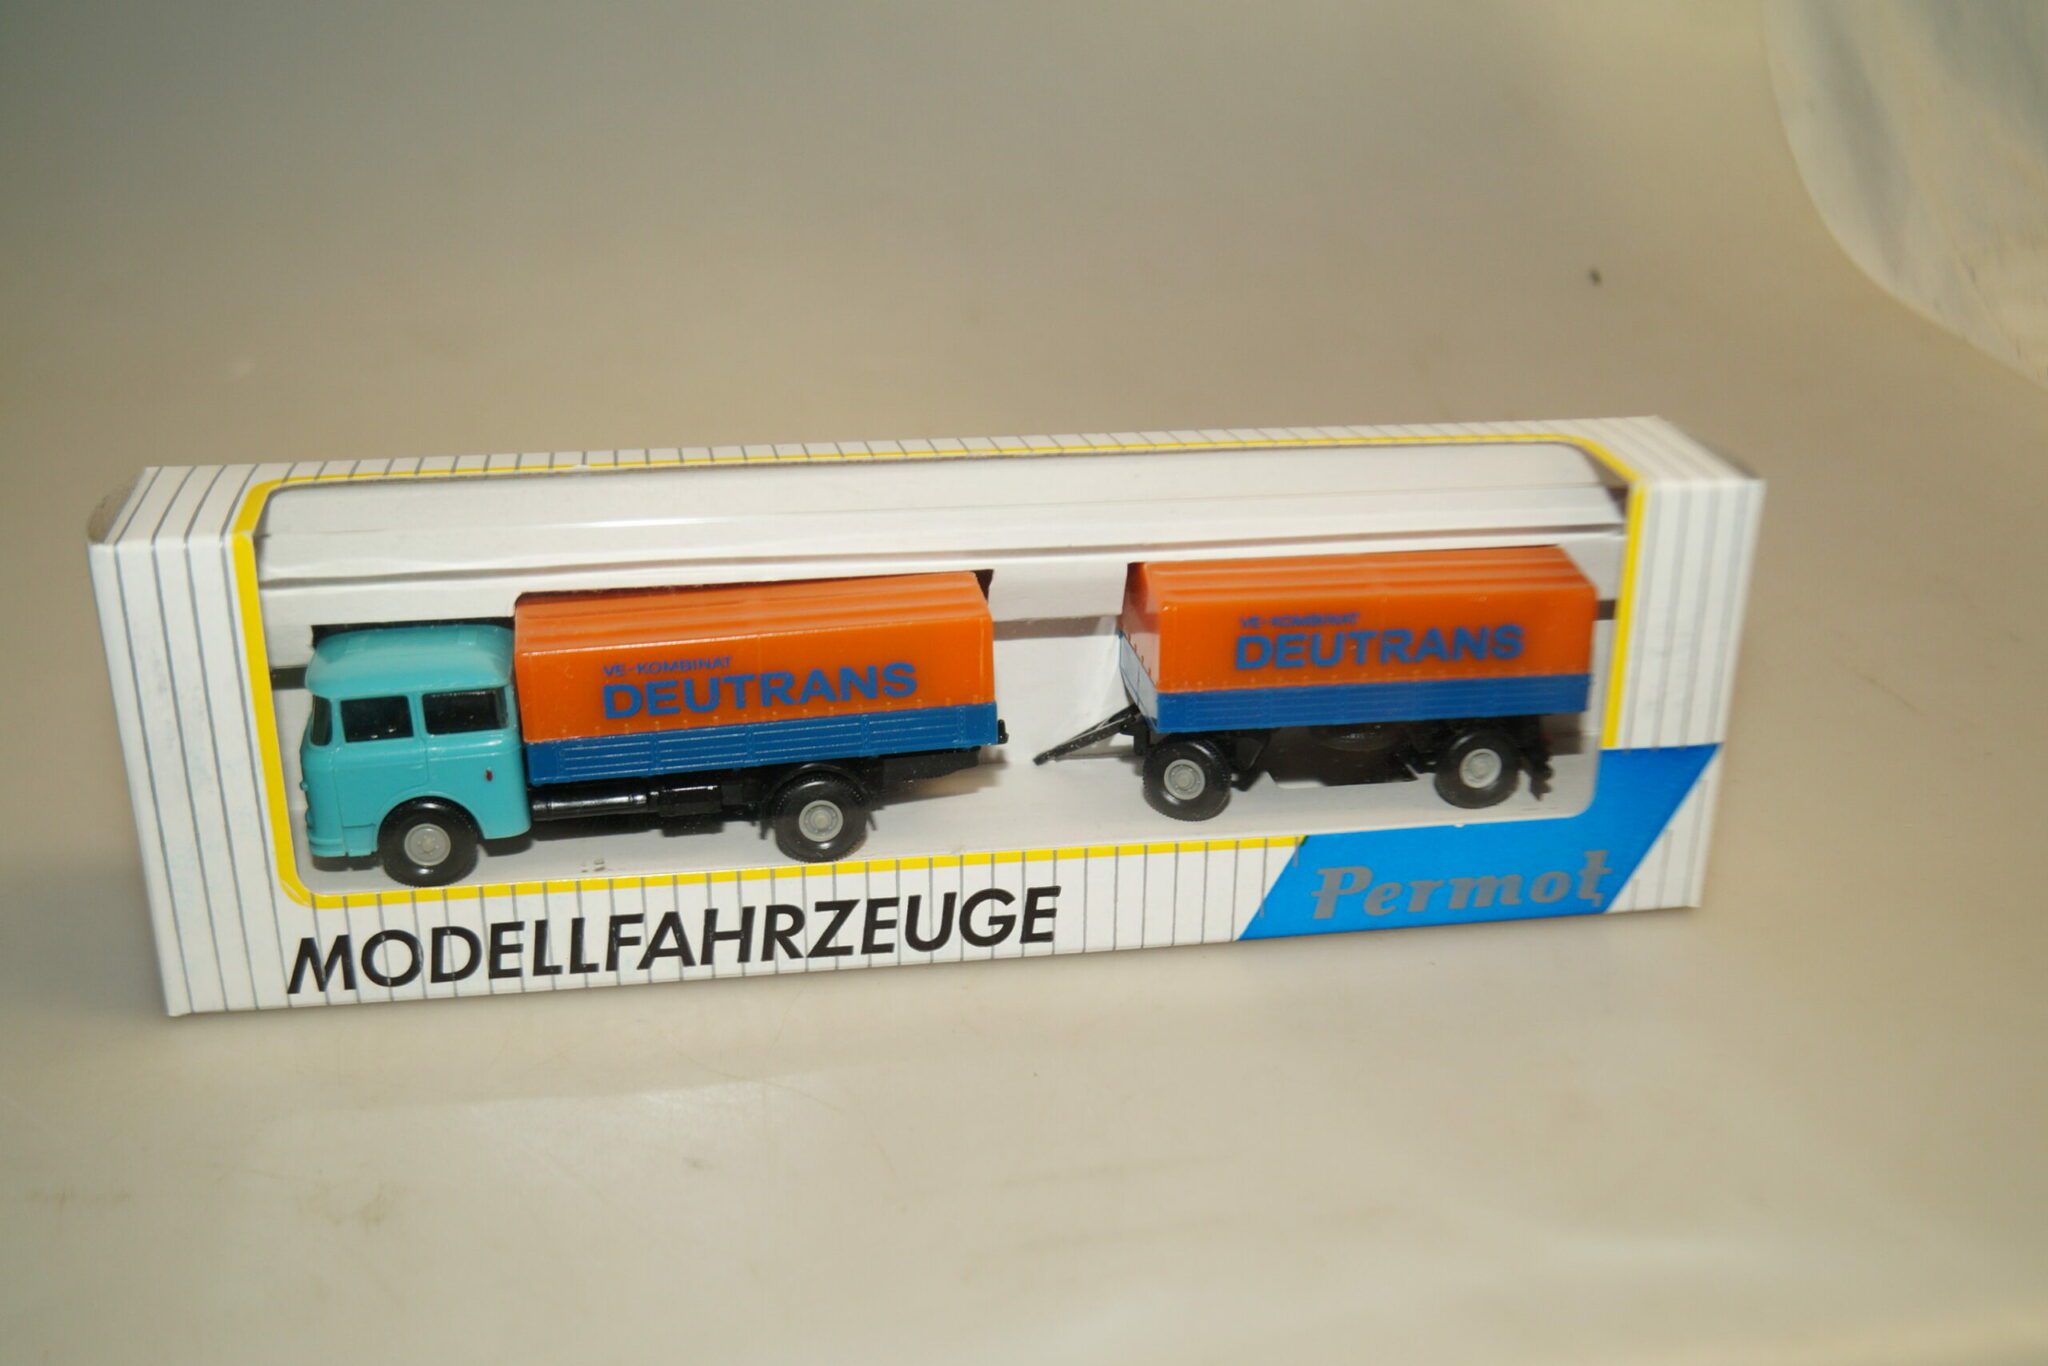 VE-KOMBINAT
DEUTRANS
VE-KOMBINAT
DEUTRANS
MODELLFAHRZEUGE
Permot